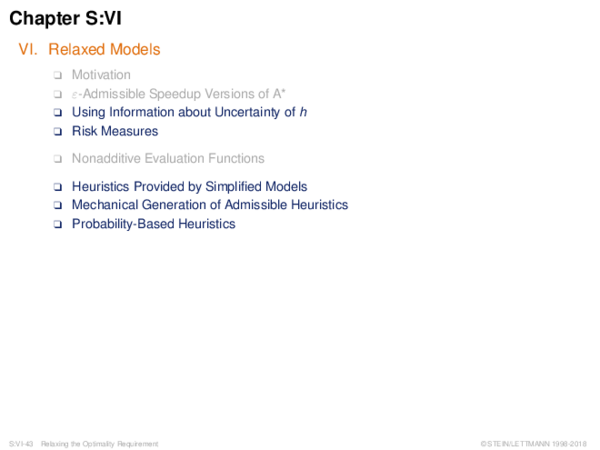 Chapter S:VI
VI. Relaxed Models
❑ Motivation
❑ ε-Admissible Speedup Versions of A*
❑ Using Information about Uncertainty of h
❑ Risk Measures
❑ Nonadditive Evaluation Functions
❑ Heuristics Provided by Simplified Models
❑ Mechanical Generation of Admissible Heuristics
❑ Probability-Based Heuristics
S:VI-43 Relaxing the Optimality Requirement ©STEIN/LETTMANN 1998-2018